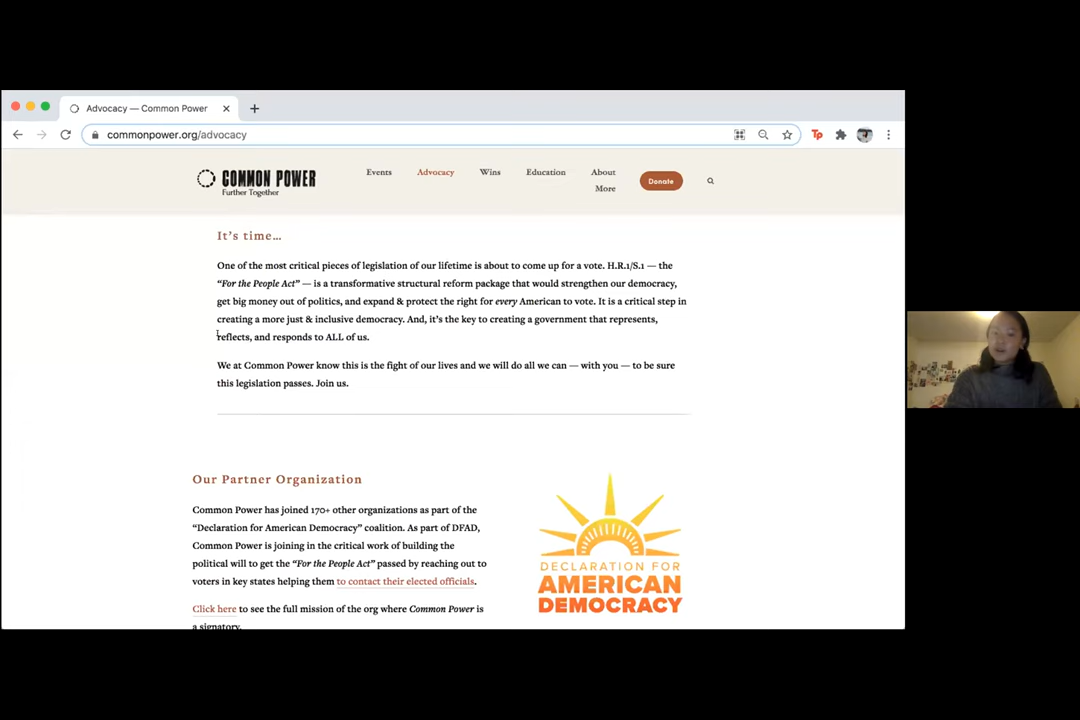 Advocacy — Common Power
commonpower.org/advocacy
Tp
COMMON POWER
Further Together
Events
Advocacy
Wins
Education
About
More
Donate
It's time…
One of the most critical pieces of legislation of our lifetime is about to come up for a vote. H.R.1/S.1 — the
“For the People Act” — is a transformative structural reform package that would strengthen our democracy,
get big money out of politics, and expand & protect the right for every American to vote. It is a critical step in
creating a more just & inclusive democracy. And, it's the key to creating a government that represents,
reflects, and responds to ALL of us.
We at Common Power know this is the fight of our lives and we will do all we can — with you — to be sure
this legislation passes. Join us.
Our Partner Organization
Common Power has joined 170+ other organizations as part of the
“Declaration for American Democracy” coalition. As part of DFAD,
Common Power is joining in the critical work of building the
political will to get the “For the People Act” passed by reaching out to
voters in key states helping them to contact their elected officials.
Click here to see the full mission of the org where Common Power is
a signatory.
DECLARATION FOR
AMERICAN
DEMOCRACY